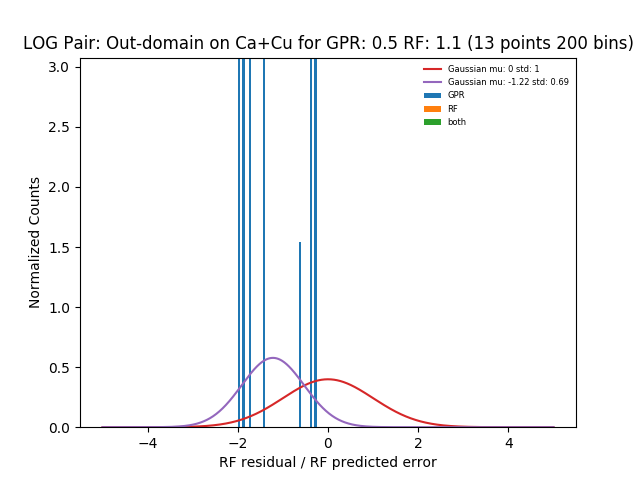 LOG Pair: Out-domain on Ca+Cu for GPR: 0.5 RF: 1.1 (13 points 200 bins)
Gaussian mu: 0 std: 1
Gaussian mu: -1.22 std: 0.69
GPR
RF
both
Normalized Counts
3.0
2.5
2.0
1.5
1.0
0.5
0.0
−4 −2 0 2 4
RF residual / RF predicted error